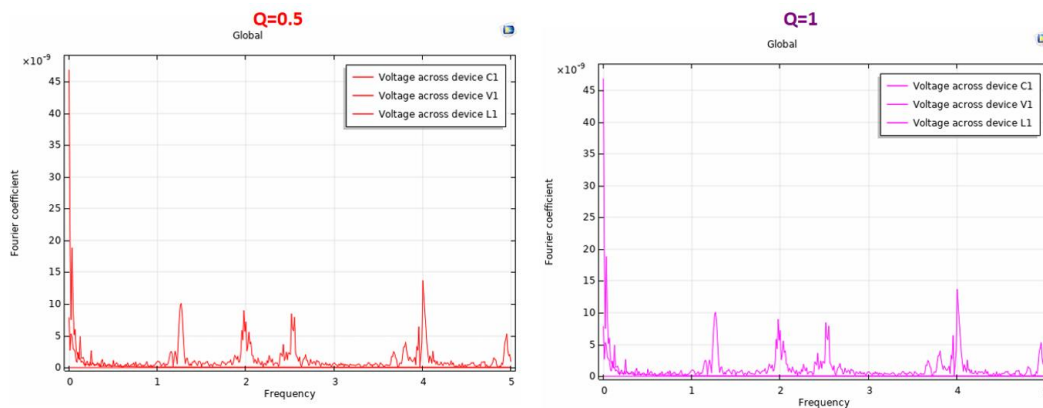 Q=0.5
Global
×10⁻⁹
45
40
35
30
25
20
15
10
5
0
Voltage across device C1
Voltage across device V1
Voltage across device L1
Fourier coefficient
0 1 2 3 4 5
Frequency
Q=1
Global
×10⁻⁹
45
40
35
30
25
20
15
10
5
0
Voltage across device C1
Voltage across device V1
Voltage across device L1
Fourier coefficient
0 1 2 3 4
Frequency